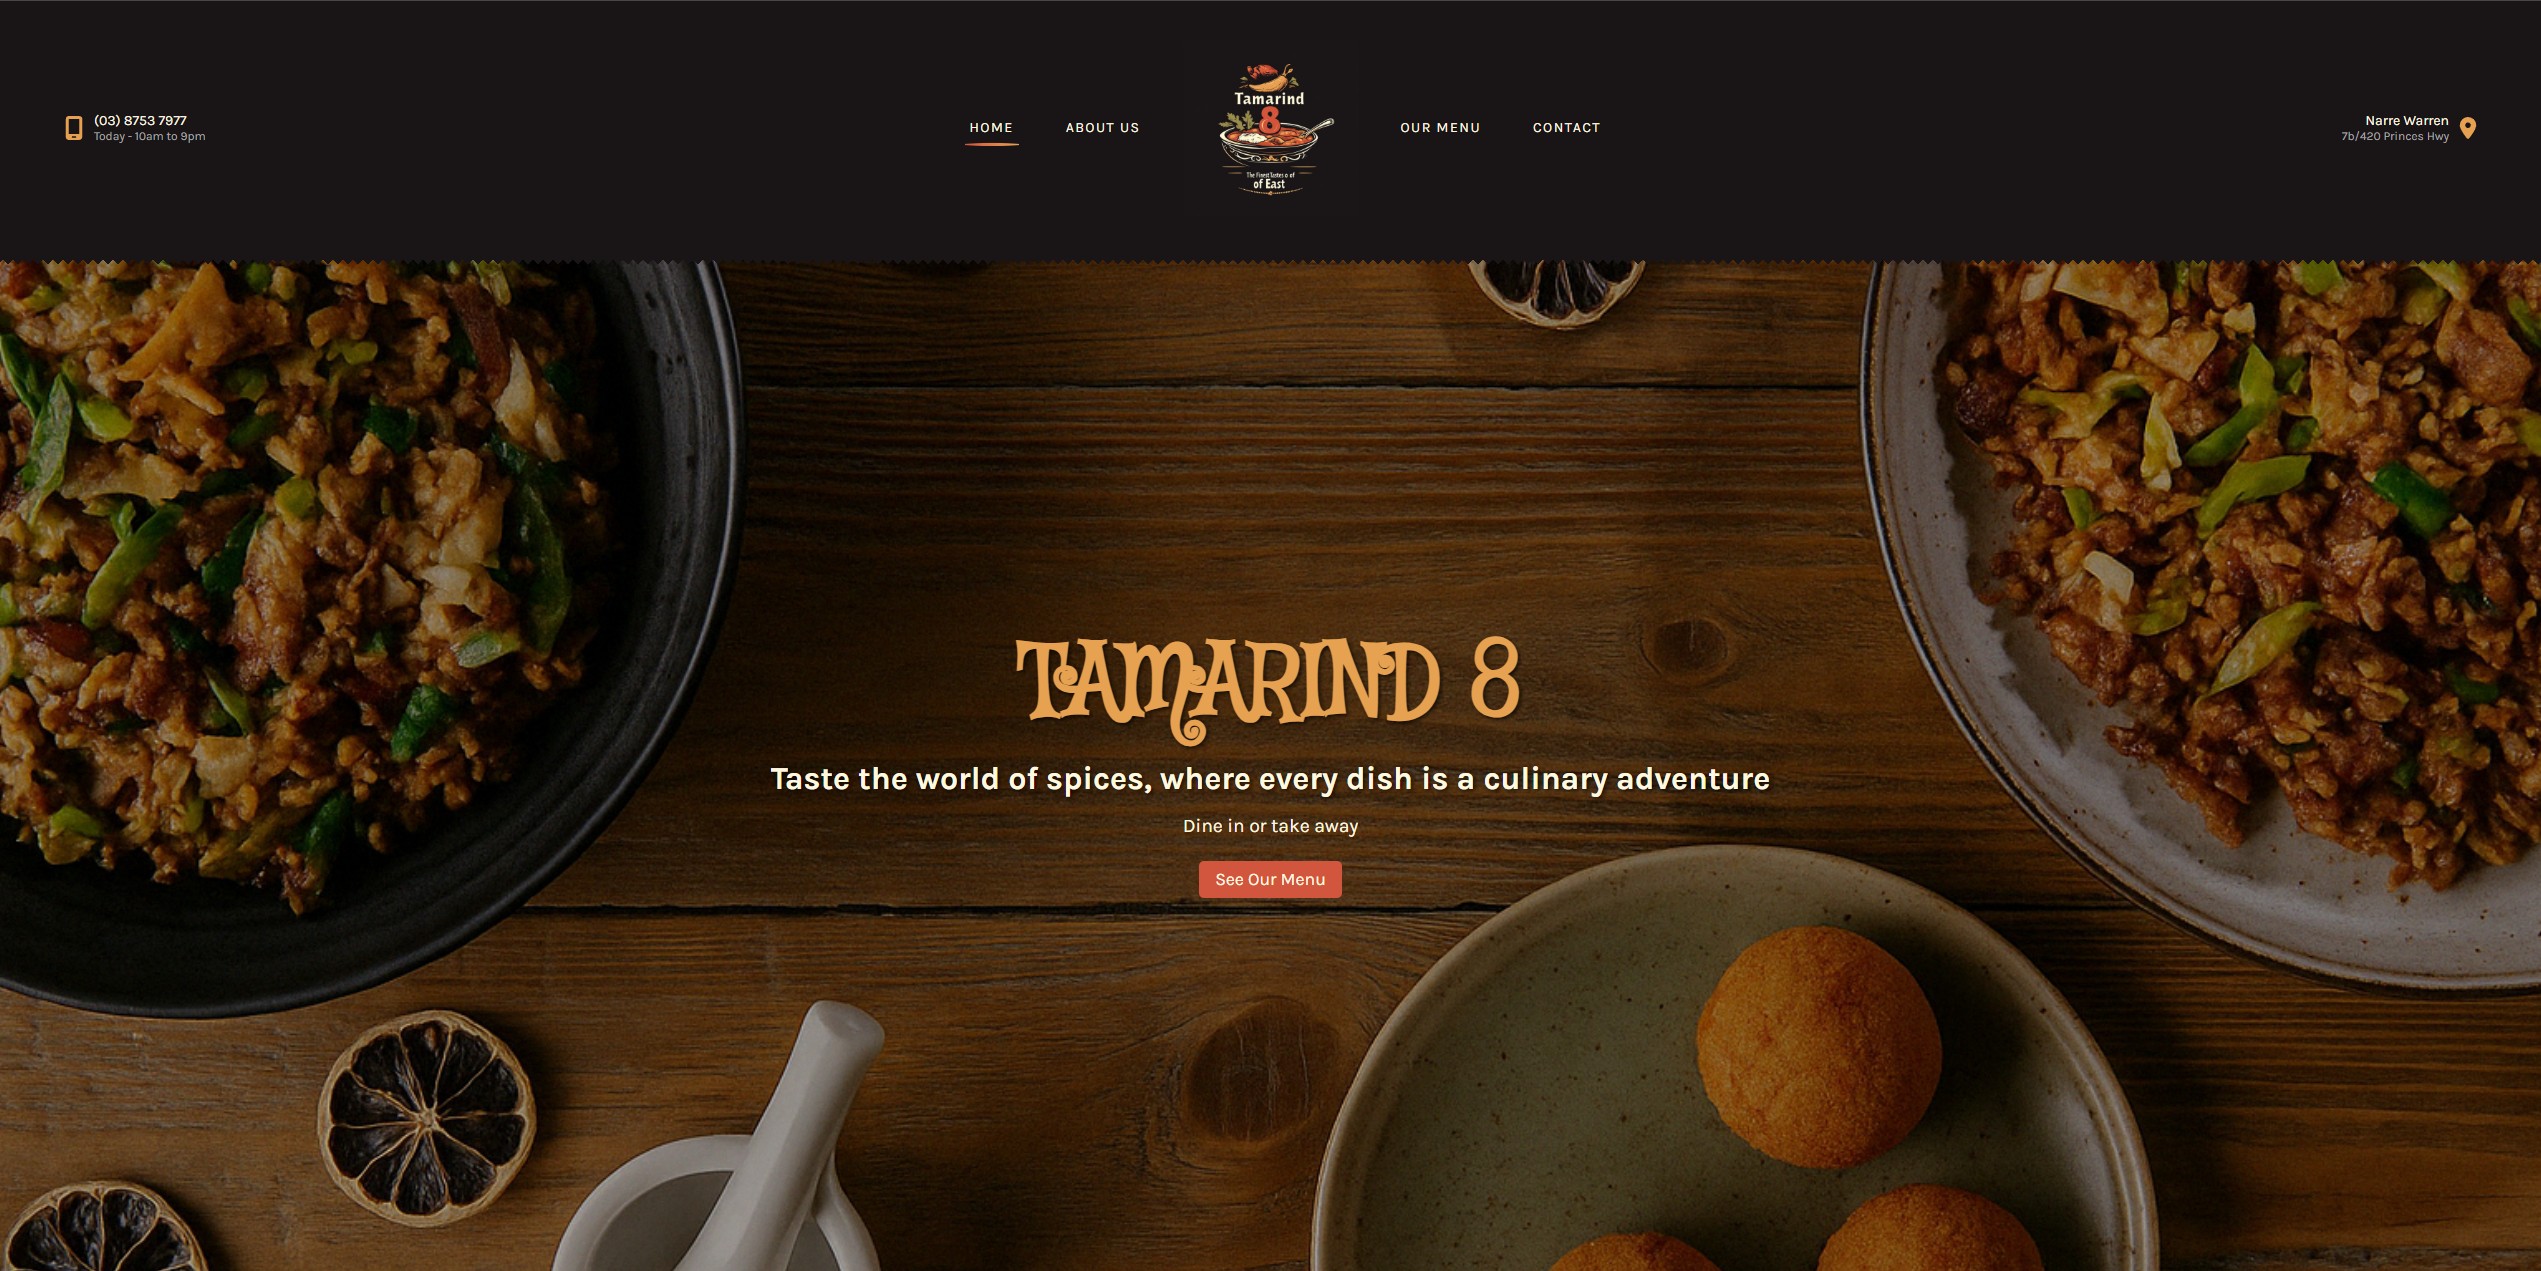 (03) 8753 7977
Today - 10am to 9pm
HOME
ABOUT US
Tamarind
8
The Finest Tastes o of
of East
OUR MENU
CONTACT
Narre Warren
7b/420 Princes Hwy
TAMARIND 8
Taste the world of spices, where every dish is a culinary adventure
Dine in or take away
See Our Menu